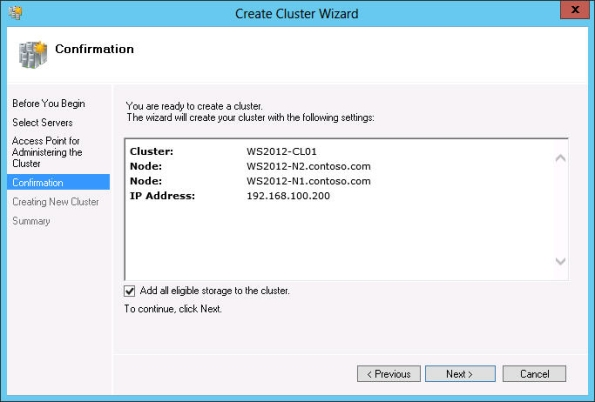 Create Cluster Wizard
x
Confirmation
Before You Begin
Select Servers
Access Point for
Administering the
Cluster
Confirmation
Creating New Cluster
Summary
You are ready to create a cluster.
The wizard will create your cluster with the following settings:
Cluster: WS2012-CL01
Node: WS2012-N2.contoso.com
Node: WS2012-N1.contoso.com
IP Address: 192.168.100.200
Add all eligible storage to the cluster.
To continue, click Next.
< Previous
Next >
Cancel